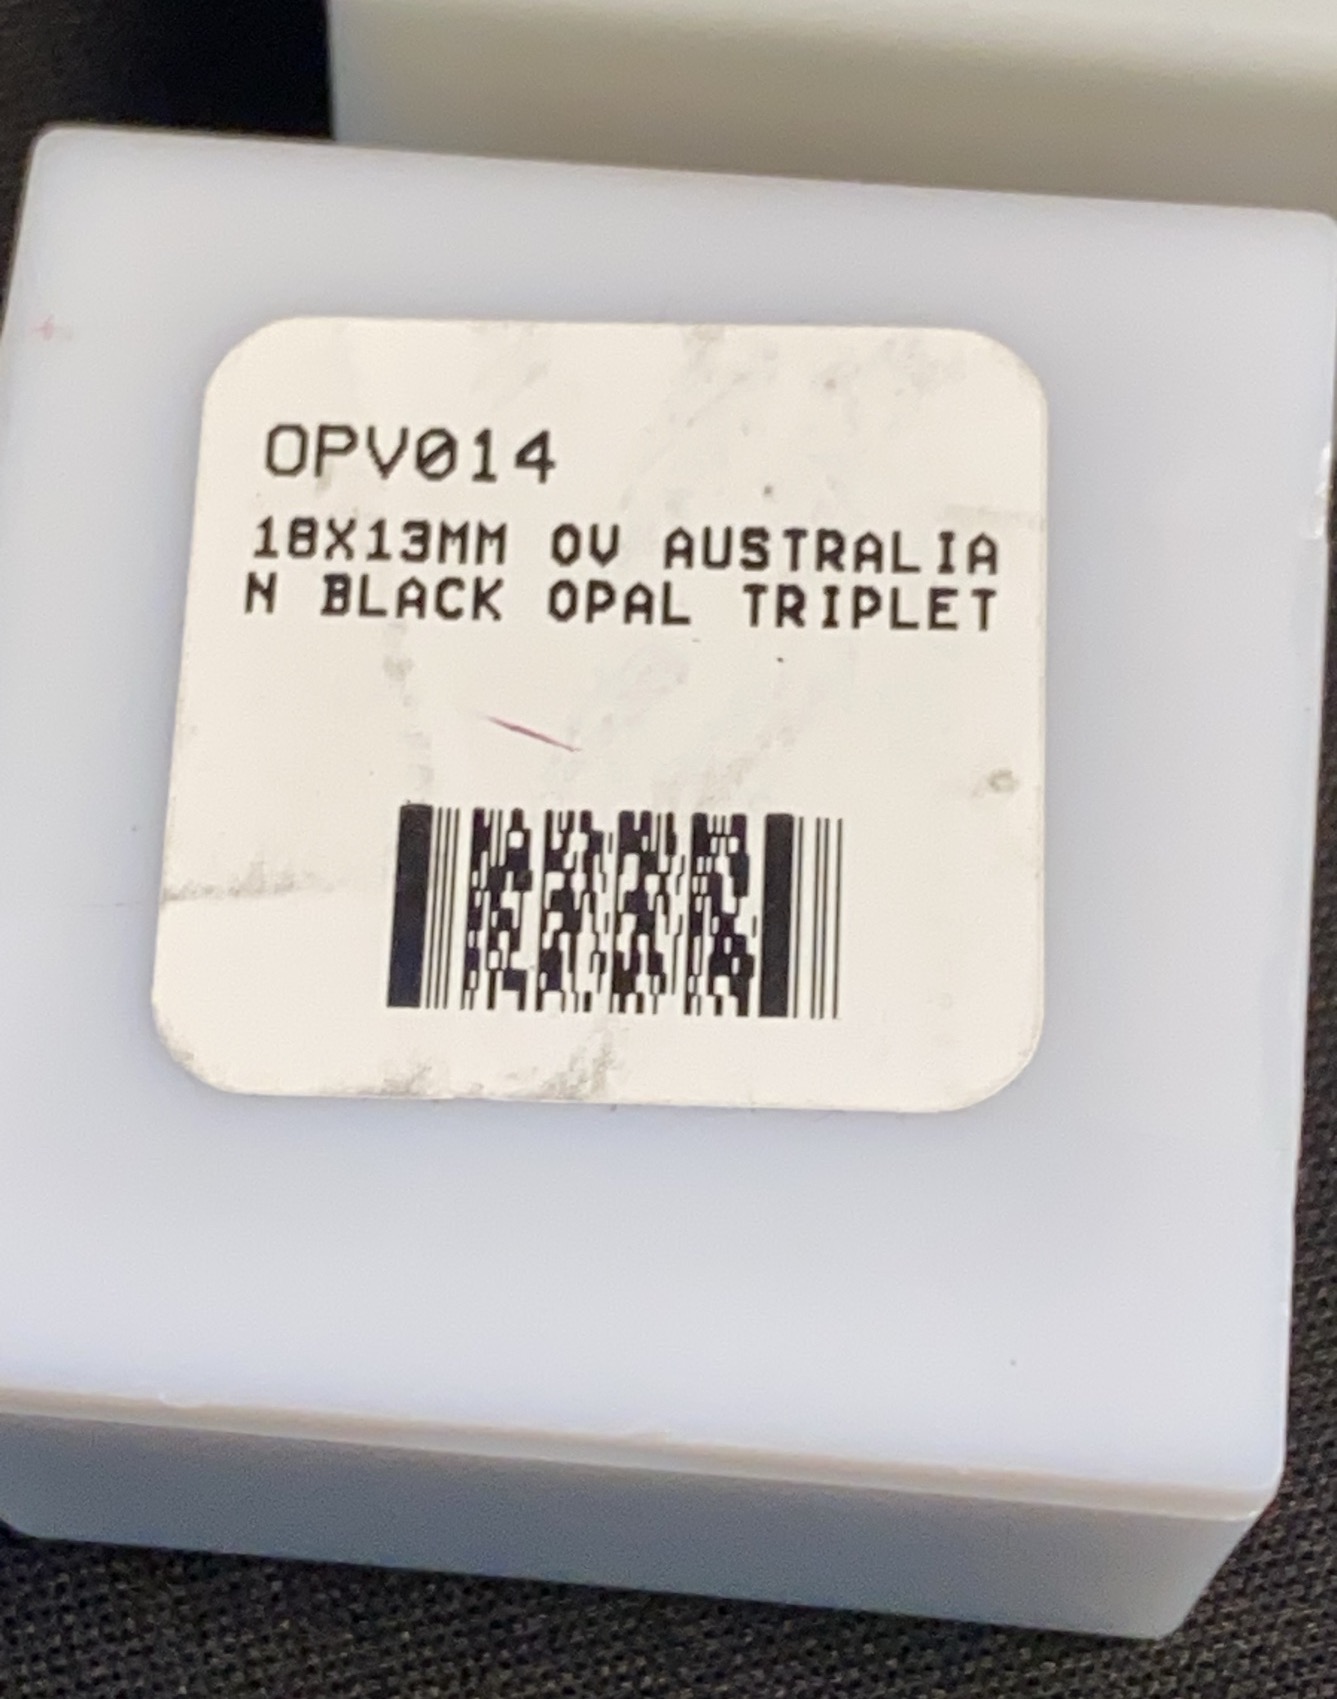 OPV014
18X13MM OV AUSTRALIA
N BLACK OPAL TRIPLET